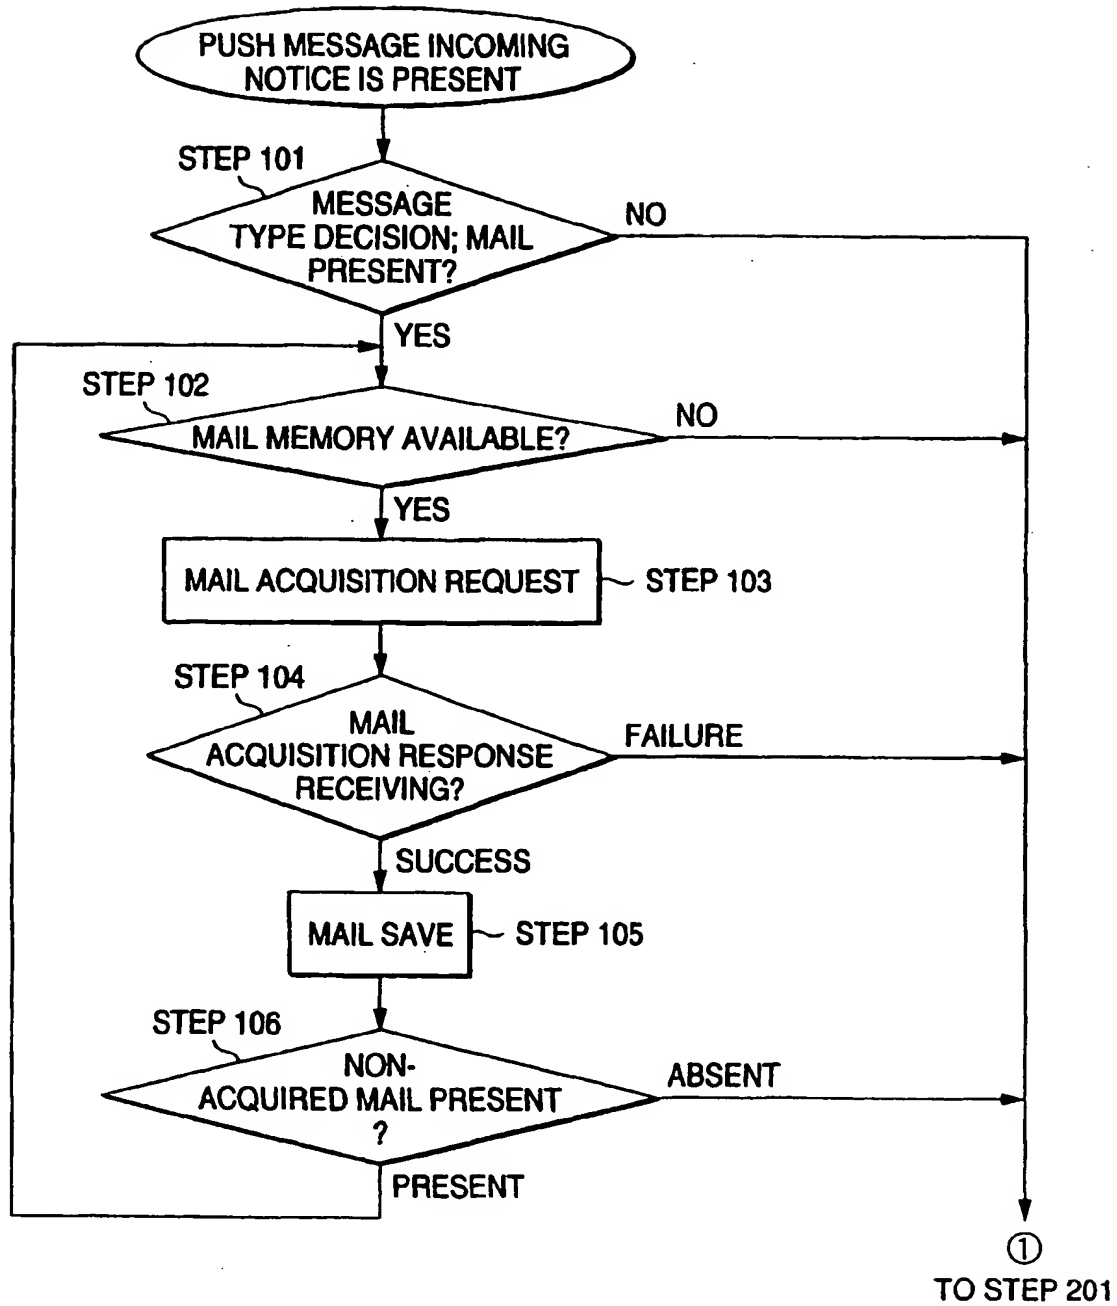 PUSH MESSAGE INCOMING
NOTICE IS PRESENT
STEP 101
MESSAGE
TYPE DECISION; MAIL
PRESENT?
NO
YES
STEP 102
MAIL MEMORY AVAILABLE?
NO
YES
MAIL ACQUISITION REQUEST
STEP 103
STEP 104
MAIL
ACQUISITION RESPONSE
RECEIVING?
FAILURE
SUCCESS
MAIL SAVE
STEP 105
STEP 106
NON-
ACQUIRED MAIL PRESENT
?
ABSENT
PRESENT
①
TO STEP 201